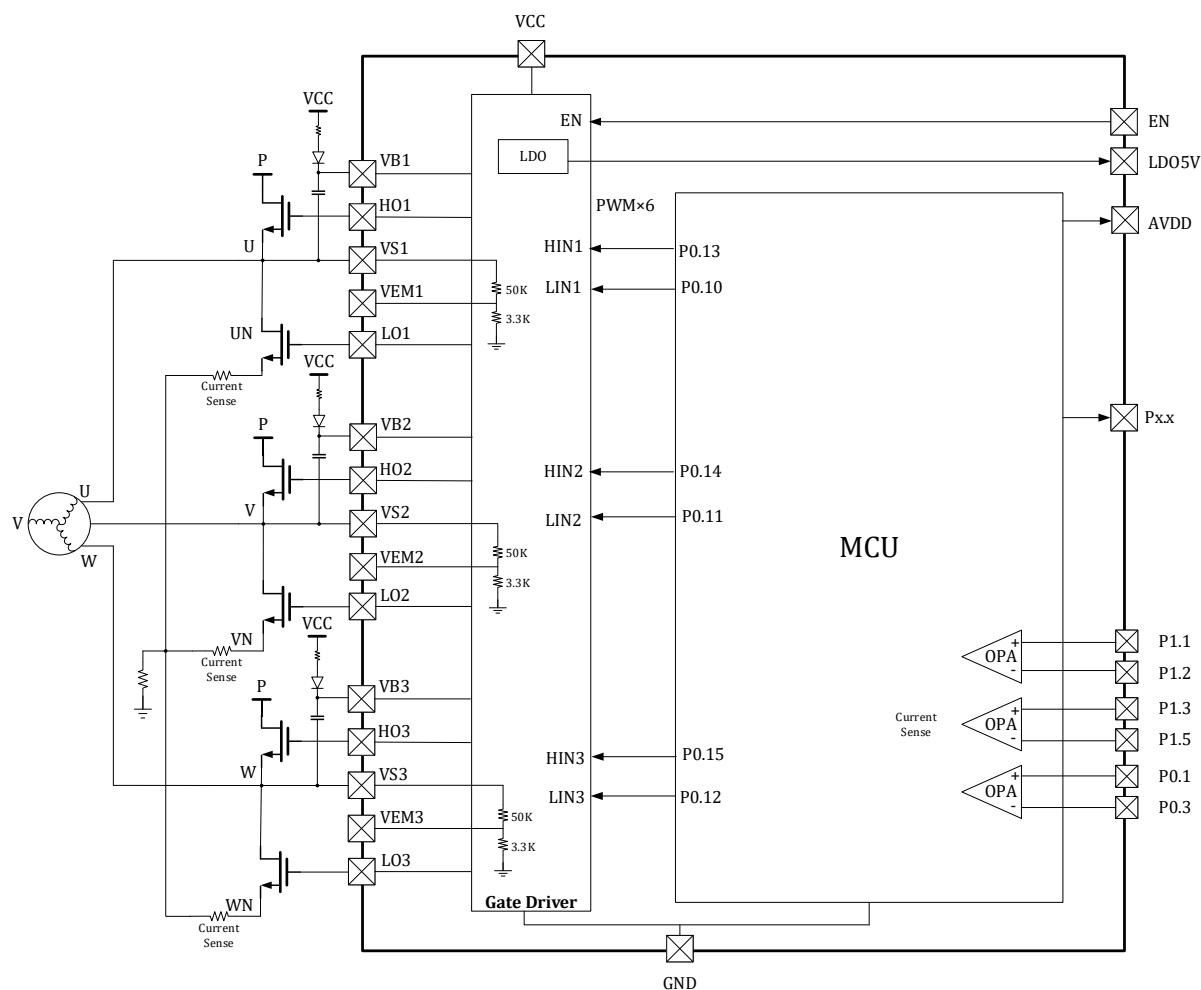 VCC
VCC
EN
EN
LDO
LDO5V
P
VB1
HO1
PWM×6
AVDD
U
VS1
HIN1
P0.13
50K
LIN1
P0.10
VEM1
3.3K
UN
LO1
VCC
Current
Sense
VB2
Px.x
P
HO2
HIN2
P0.14
U
V
V
VS2
LIN2
P0.11
W
50K
MCU
VEM2
3.3K
LO2
VCC
VN
Current
Sense
OPA
+
-
P1.1
P1.2
VB3
P
HO3
Current
Sense
OPA
+
-
P1.3
P1.5
W
VS3
HIN3
P0.15
LIN3
P0.12
OPA
+
-
P0.1
P0.3
50K
VEM3
3.3K
LO3
WN
Gate Driver
Current
Sense
GND